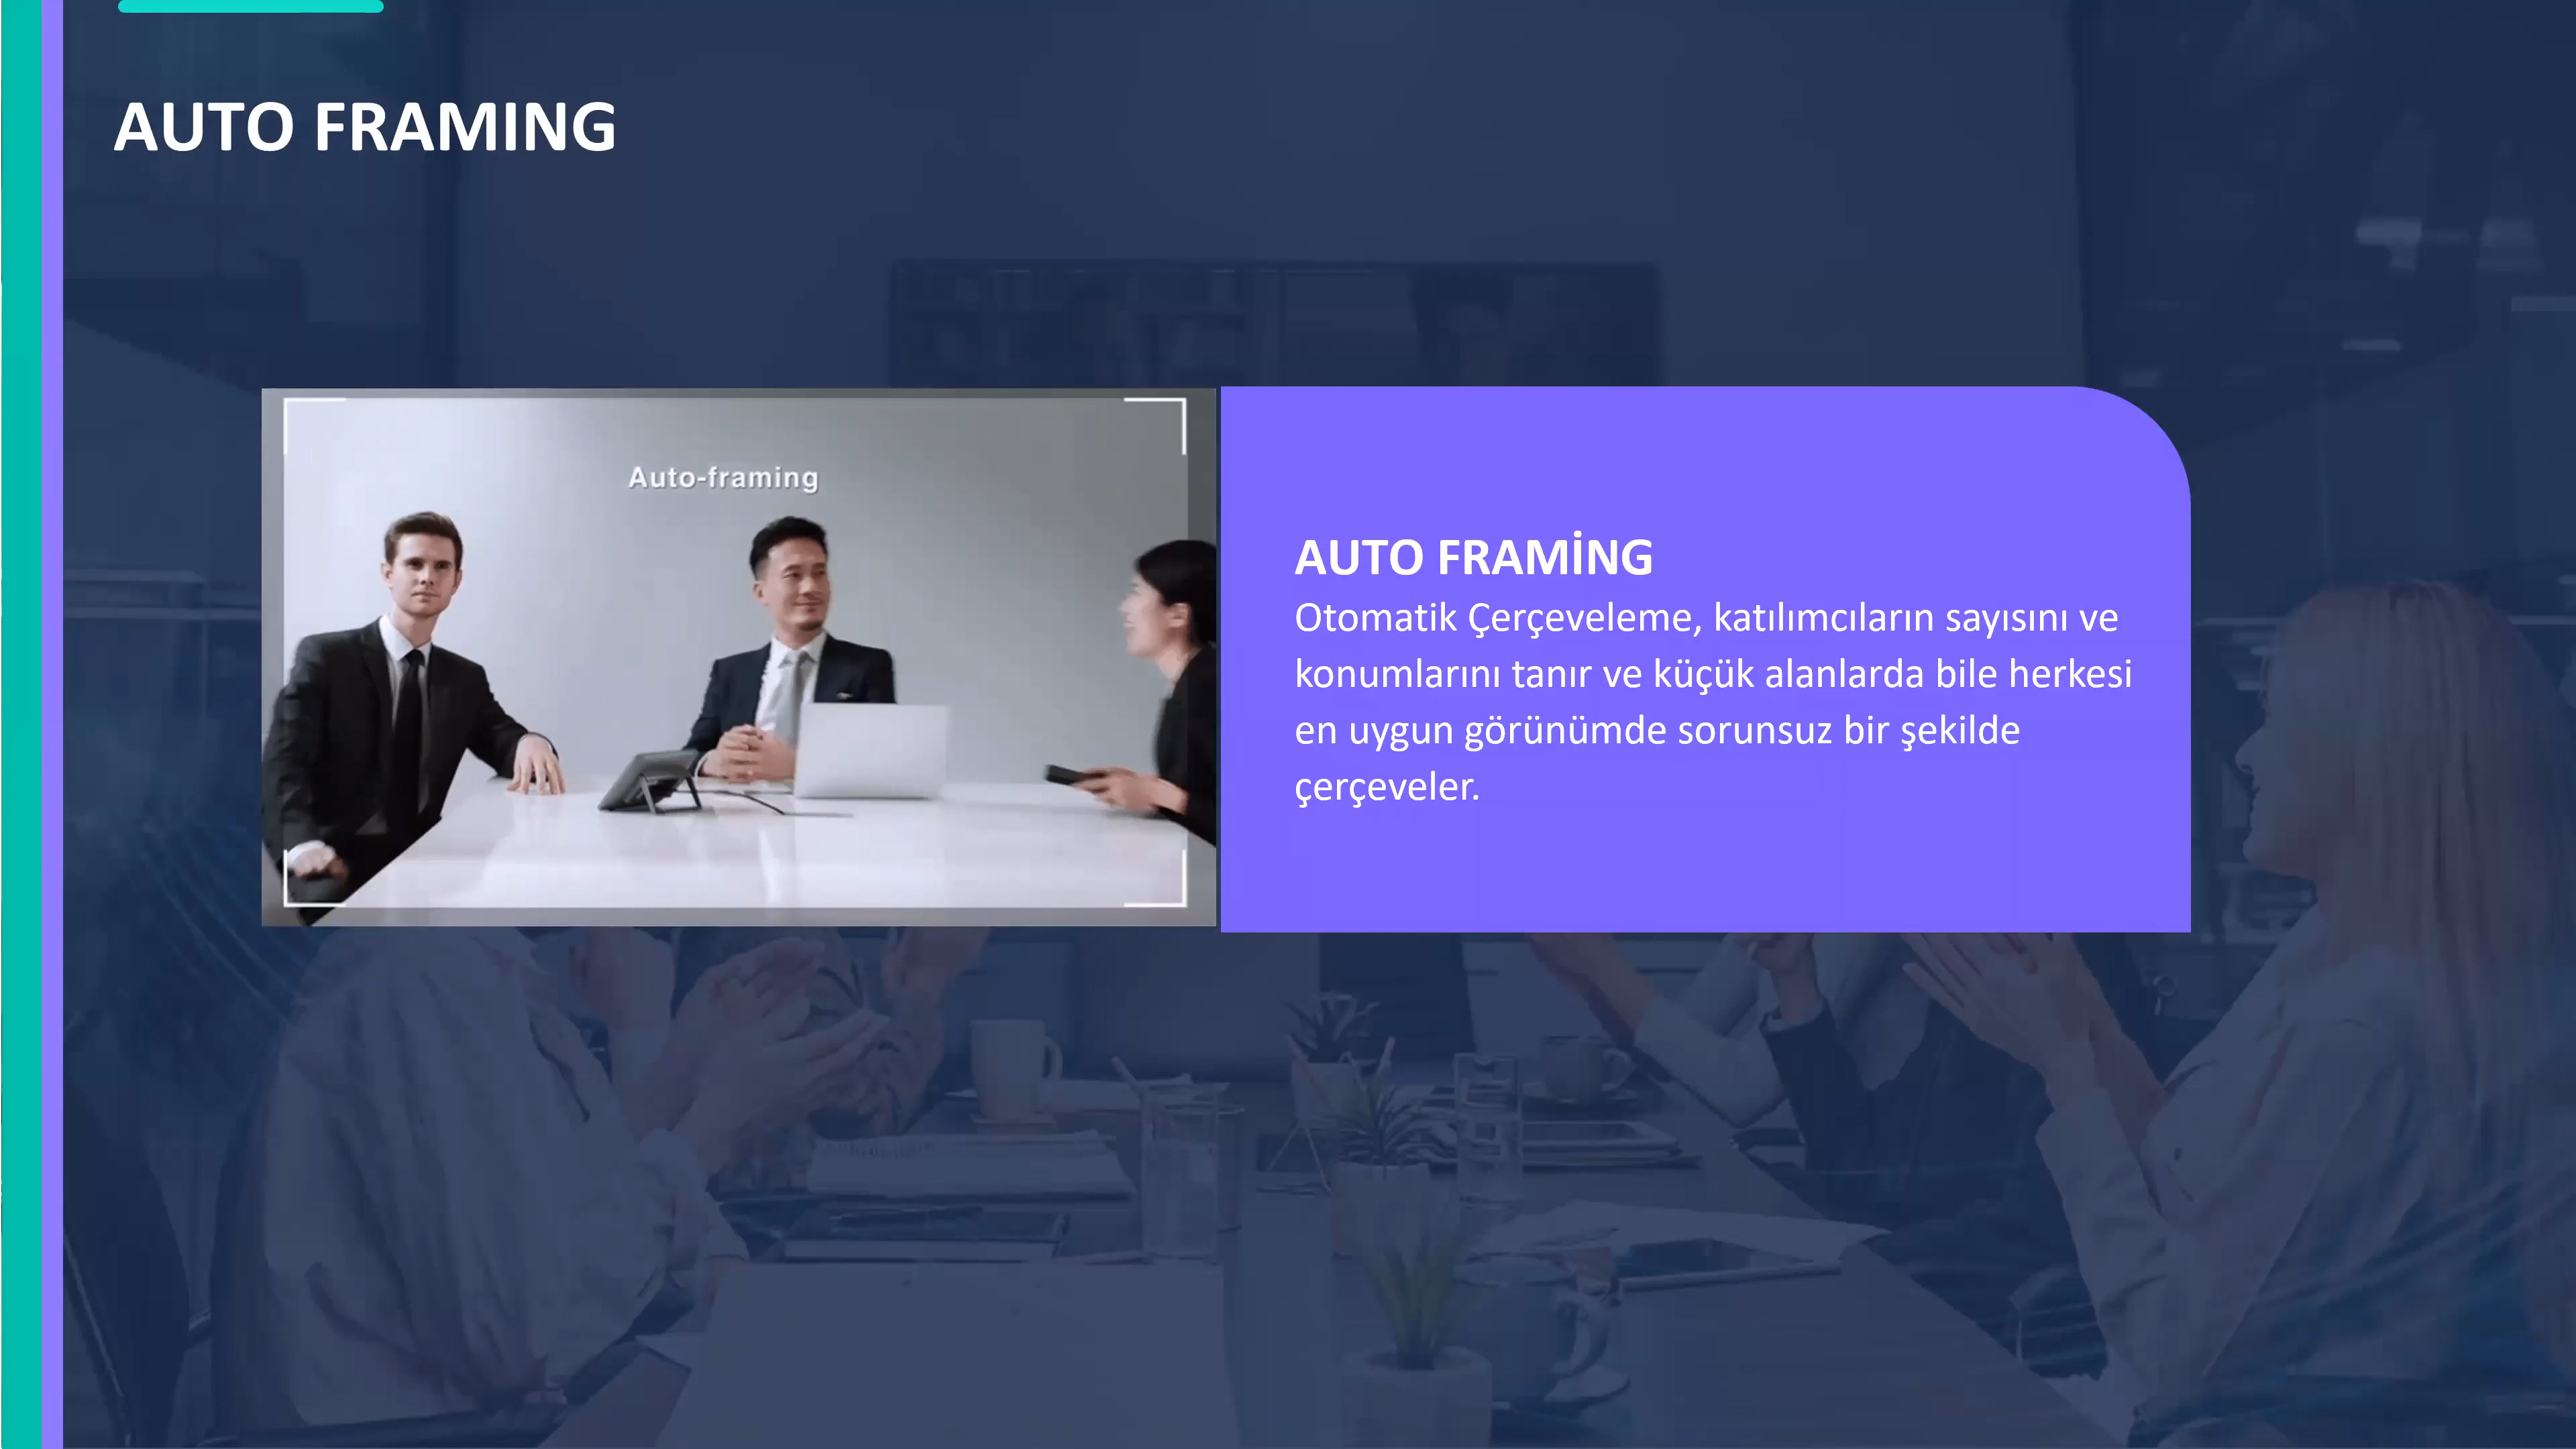 AUTO FRAMING
Auto-framing
AUTO FRAMİNG
Otomatik Çerçeveleme, katılımcıların sayısını ve
konumlarını tanır ve küçük alanlarda bile herkesi
en uygun görünümde sorunsuz bir şekilde
çerçeveler.